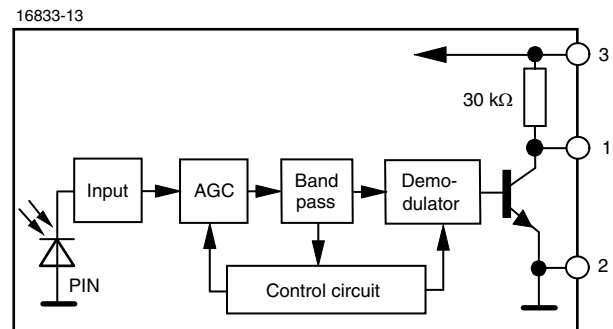 16833-13
3
30 kΩ
1
Input
AGC
Band
pass
Demo-
dulator
2
PIN
Control circuit